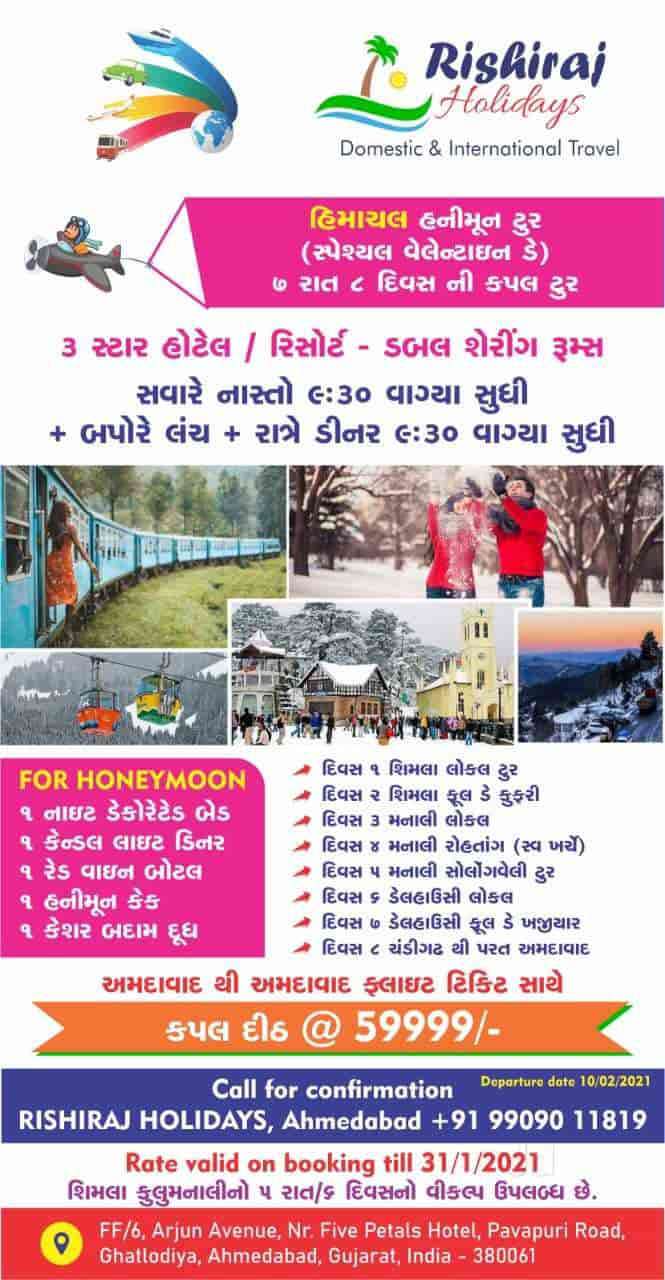 Rishiraj
Holidays
Domestic & International Travel
હિમાચલ હનીમૂન ટુર
(સ્પેશ્યલ વેલેન્ટાઇન ડે)
૭ રાત ૮ દિવસ ની કપલ ટુર
૩ સ્ટાર હોટેલ / રિસોર્ટ - ડબલ શેરીંગ રૂમ્સ
સવારે નાસ્તો ૯:૩૦ વાગ્યા સુધી
+ બપોરે લંચ + રાત્રે ડીનર ૯:૩૦ વાગ્યા સુધી
FOR HONEYMOON
૧ નાઇટ ડેકોરેટેડ બેડ
૧ કેન્ડલ લાઇટ ડિનર
૧ રેડ વાઇન બોટલ
૧ હનીમૂન કેક
૧ કેશર બદામ દૂધ
દિવસ ૧ શિમલા લોકલ ટુર
દિવસ ૨ શિમલા ફૂલ ડે કુફરી
દિવસ ૩ મનાલી લોકલ
દિવસ ૪ મનાલી રોહતાંગ (સ્વ ખર્ચે)
દિવસ ૫ મનાલી સોલોંગવેલી ટુર
દિવસ ૬ ડેલહાઉસી લોકલ
દિવસ ૭ ડેલહાઉસી ફૂલ ડે ખજીયાર
દિવસ ૮ ચંડીગઢ થી પરત અમદાવાદ
અમદાવાદ થી અમદાવાદ ફ્લાઇટ ટિકિટ સાથે
કપલ દીઠ @ 59999/-
Call for confirmation
Departure date 10/02/2021
RISHIRAJ HOLIDAYS, Ahmedabad +91 99090 11819
Rate valid on booking till 31/1/2021
શિમલા કુલુમનાલીનો ૫ રાત/૬ દિવસનો વીકલ્પ ઉપલબ્ધ છે.
FF/6, Arjun Avenue, Nr. Five Petals Hotel, Pavapuri Road,
Ghatlodiya, Ahmedabad, Gujarat, India - 380061